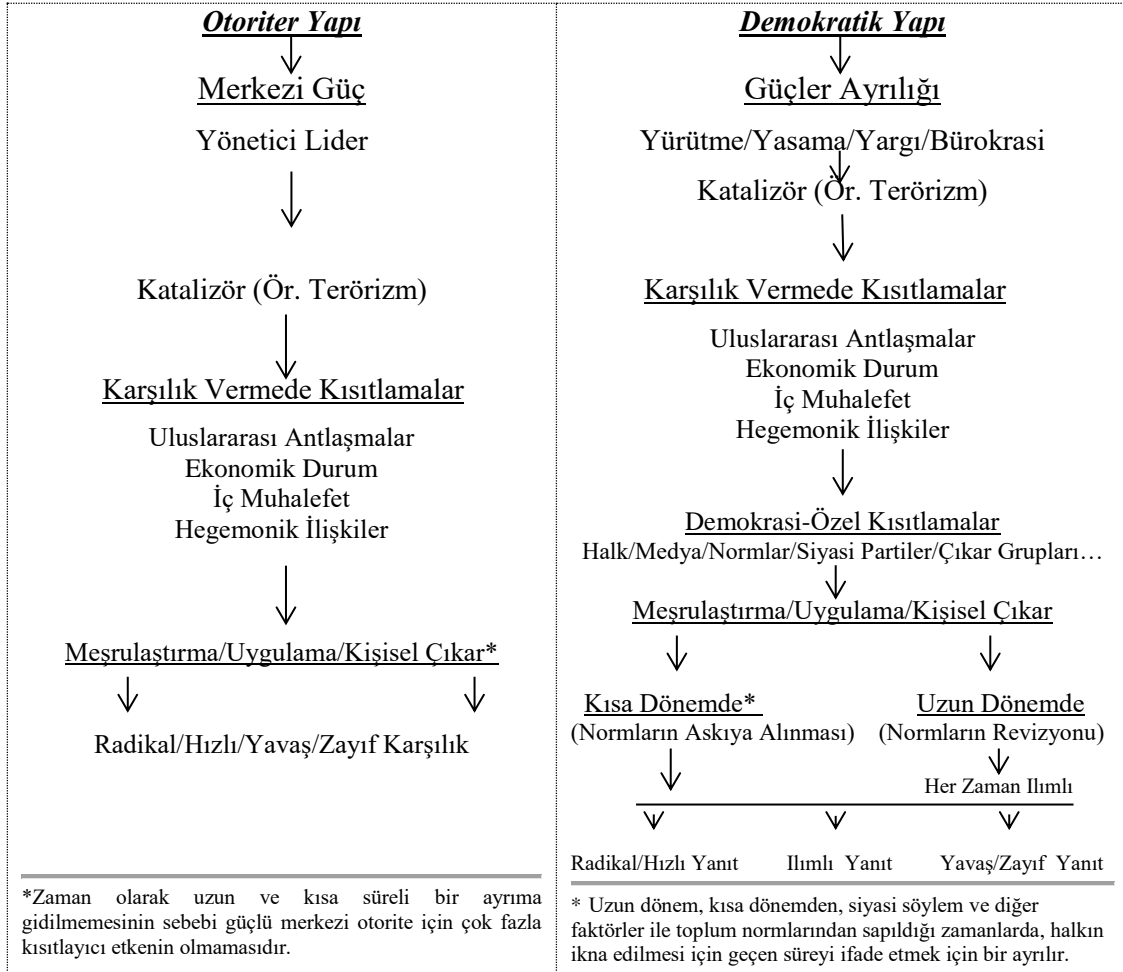 Otoriter Yapı
Merkezi Güç
Yönetici Lider
Katalizör (Ör. Terörizm)
Karşılık Vermede Kısıtlamalar
Uluslararası Antlaşmalar
Ekonomik Durum
İç Muhalefet
Hegemonik İlişkiler
Meşrulaştırma/Uygulama/Kişisel Çıkar*
Radikal/Hızlı/Yavaş/Zayıf Karşılık
*Zaman olarak uzun ve kısa süreli bir ayrıma
gidilmemesinin sebebi güçlü merkezi otorite için çok fazla
kısıtlayıcı etkenin olmamasıdır.
Demokratik Yapı
Güçler Ayrılığı
Yürütme/Yasama/Yargı/Bürokrasi
Katalizör (Ör. Terörizm)
Karşılık Vermede Kısıtlamalar
Uluslararası Antlaşmalar
Ekonomik Durum
İç Muhalefet
Hegemonik İlişkiler
Demokrasi-Özel Kısıtlamalar
Halk/Medya/Normlar/Siyasi Partiler/Çıkar Grupları…
Meşrulaştırma/Uygulama/Kişisel Çıkar
Kısa Dönemde* Uzun Dönemde
(Normların Askıya Alınması) (Normların Revizyonu)
Her Zaman Ilımlı
Radikal/Hızlı Yanıt Ilımlı Yanıt Yavaş/Zayıf Yanıt
* Uzun dönem, kısa dönemden, siyasi söylem ve diğer
faktörler ile toplum normlarından sapıldığı zamanlarda, halkın
ikna edilmesi için geçen süreyi ifade etmek için bir ayrılır.